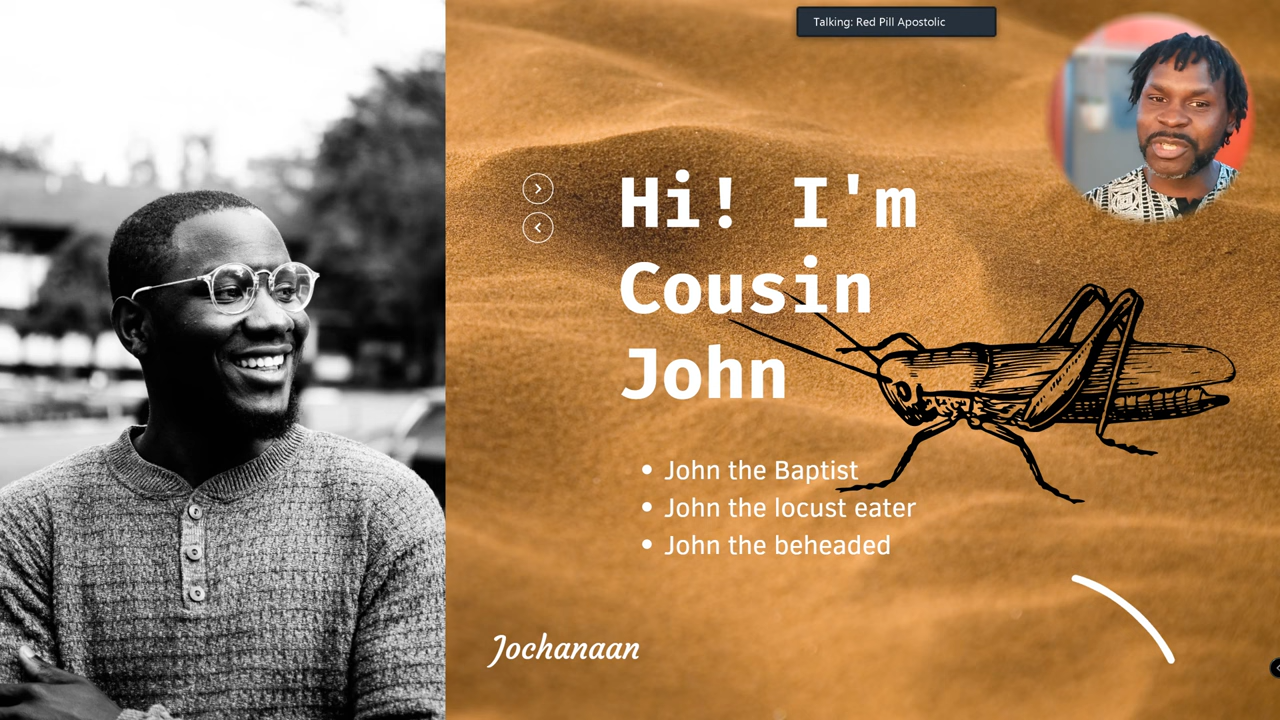 Talking: Red Pill Apostolic
Hi! I'm
Cousin
John
• John the Baptist
• John the locust eater
• John the beheaded
Jochanaan